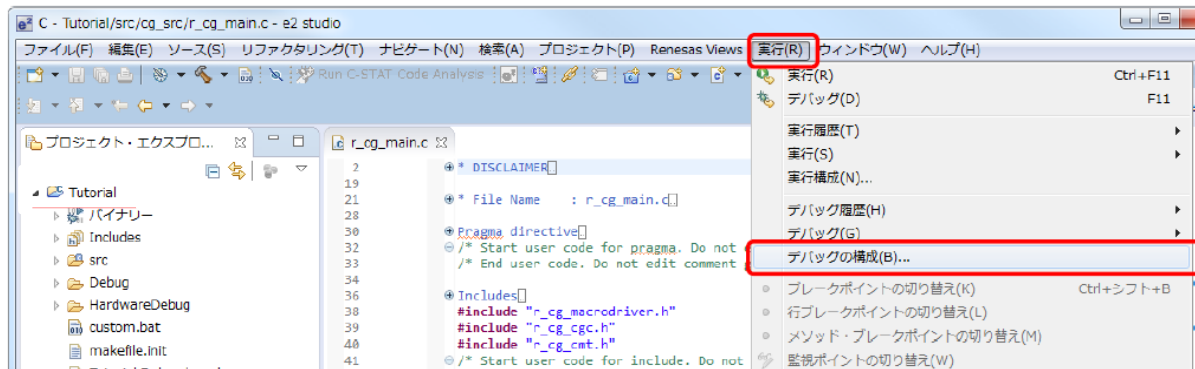 C - Tutorial/src/cg_src/r_cg_main.c - e2 studio
ファイル(F) 編集(E) ソース(S) リファクタリング(T) ナビゲート(N) 検索(A) プロジェクト(P) Renesas Views 実行(R) ウィンドウ(W) ヘルプ(H)
Run C-STAT Code Analysis
実行(R) Ctrl+F11
デバッグ(D) F11
実行履歴(T)
実行(S)
実行構成(N)...
デバッグ履歴(H)
デバッグ(G)
デバッグの構成(B)...
ブレークポイントの切り替え(K) Ctrl+シフト+B
行ブレークポイントの切り替え(L)
メソッド・ブレークポイントの切り替え(M)
監視ポイントの切り替え(W)
プロジェクト・エクスプロ...
Tutorial
バイナリー
Includes
src
Debug
HardwareDebug
custom.bat
makefile.init
r_cg_main.c
2 * DISCLAIMER
19
21 * File Name : r_cg_main.c
28
30 Pragma directive
32 /* Start user code for pragma. Do not
33 /* End user code. Do not edit comment
34
36 Includes
38 #include "r_cg_macrodriver.h"
39 #include "r_cg_cgc.h"
40 #include "r_cg_cmt.h"
41 /* Start user code for include. Do not